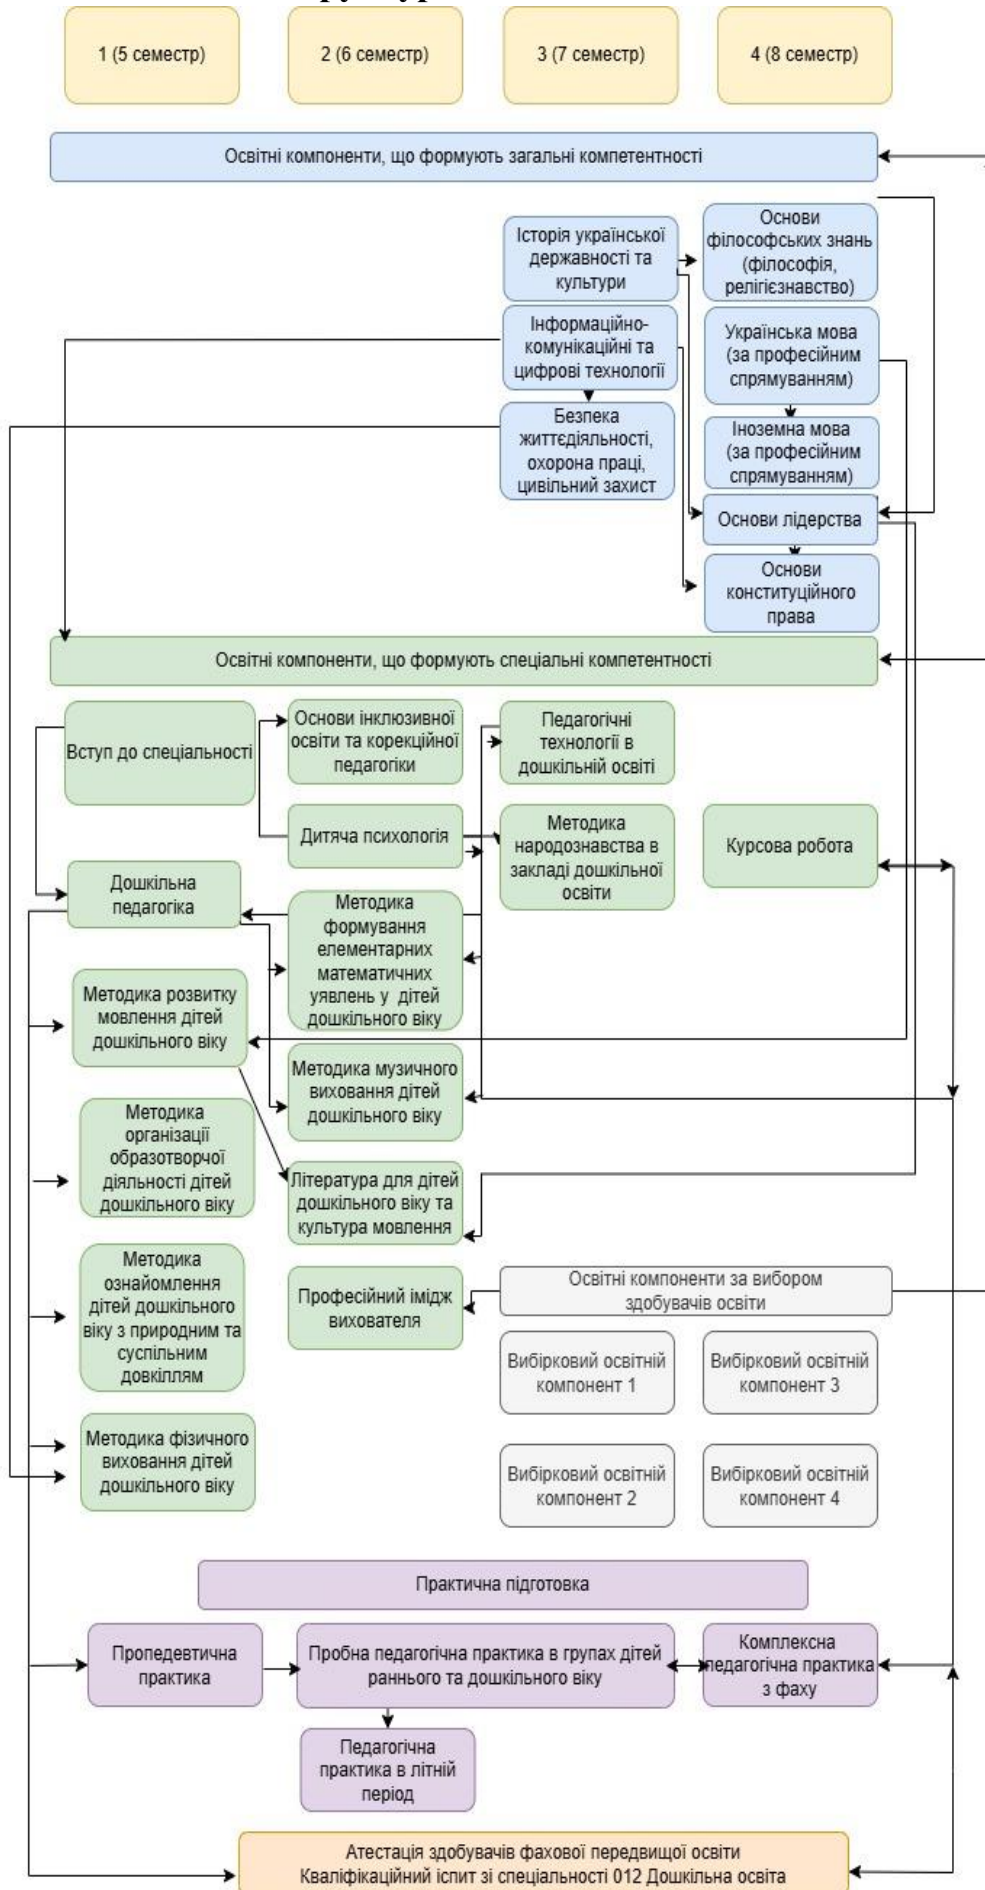 1 (5 семестр)
2 (6 семестр)
3 (7 семестр)
4 (8 семестр)
Освітні компоненти, що формують загальні компетентності
Історія української
державності та
культури
Основи
філософських знань
(філософія,
релігієзнавство)
Інформаційно-
комунікаційні та
цифрові технології
Українська мова
(за професійним
спрямуванням)
Безпека
життєдіяльності,
охорона праці,
цивільний захист
Іноземна мова
(за професійним
спрямуванням)
Основи лідерства
Основи
конституційного
права
Освітні компоненти, що формують спеціальні компетентності
Вступ до спеціальності
Основи інклюзивної
освіти та корекційної
педагогіки
Педагогічні
технології в
дошкільній освіті
Дитяча психологія
Методика
народознавства в
закладі дошкільної
освіти
Курсова робота
Дошкільна
педагогіка
Методика
формування
елементарних
математичних
уявлень у дітей
дошкільного віку
Методика розвитку
мовлення дітей
дошкільного віку
Методика музичного
виховання дітей
дошкільного віку
Методика
організації
образотворчої
діяльності дітей
дошкільного віку
Література для дітей
дошкільного віку та
культура мовлення
Методика
ознайомлення
дітей дошкільного
віку з природним та
суспільним
довкіллям
Професійний імідж
вихователя
Освітні компоненти за вибором
здобувачів освіти
Вибірковий освітній
компонент 1
Вибірковий освітній
компонент 3
Методика фізичного
виховання дітей
дошкільного віку
Вибірковий освітній
компонент 2
Вибірковий освітній
компонент 4
Практична підготовка
Пропедевтична
практика
Пробна педагогічна практика в групах дітей
раннього та дошкільного віку
Комплексна
педагогічна практика
з фаху
Педагогічна
практика в літній
період
Атестація здобувачів фахової передвищої освіти
Кваліфікаційний іспит зі спеціальності 012 Дошкільна освіта